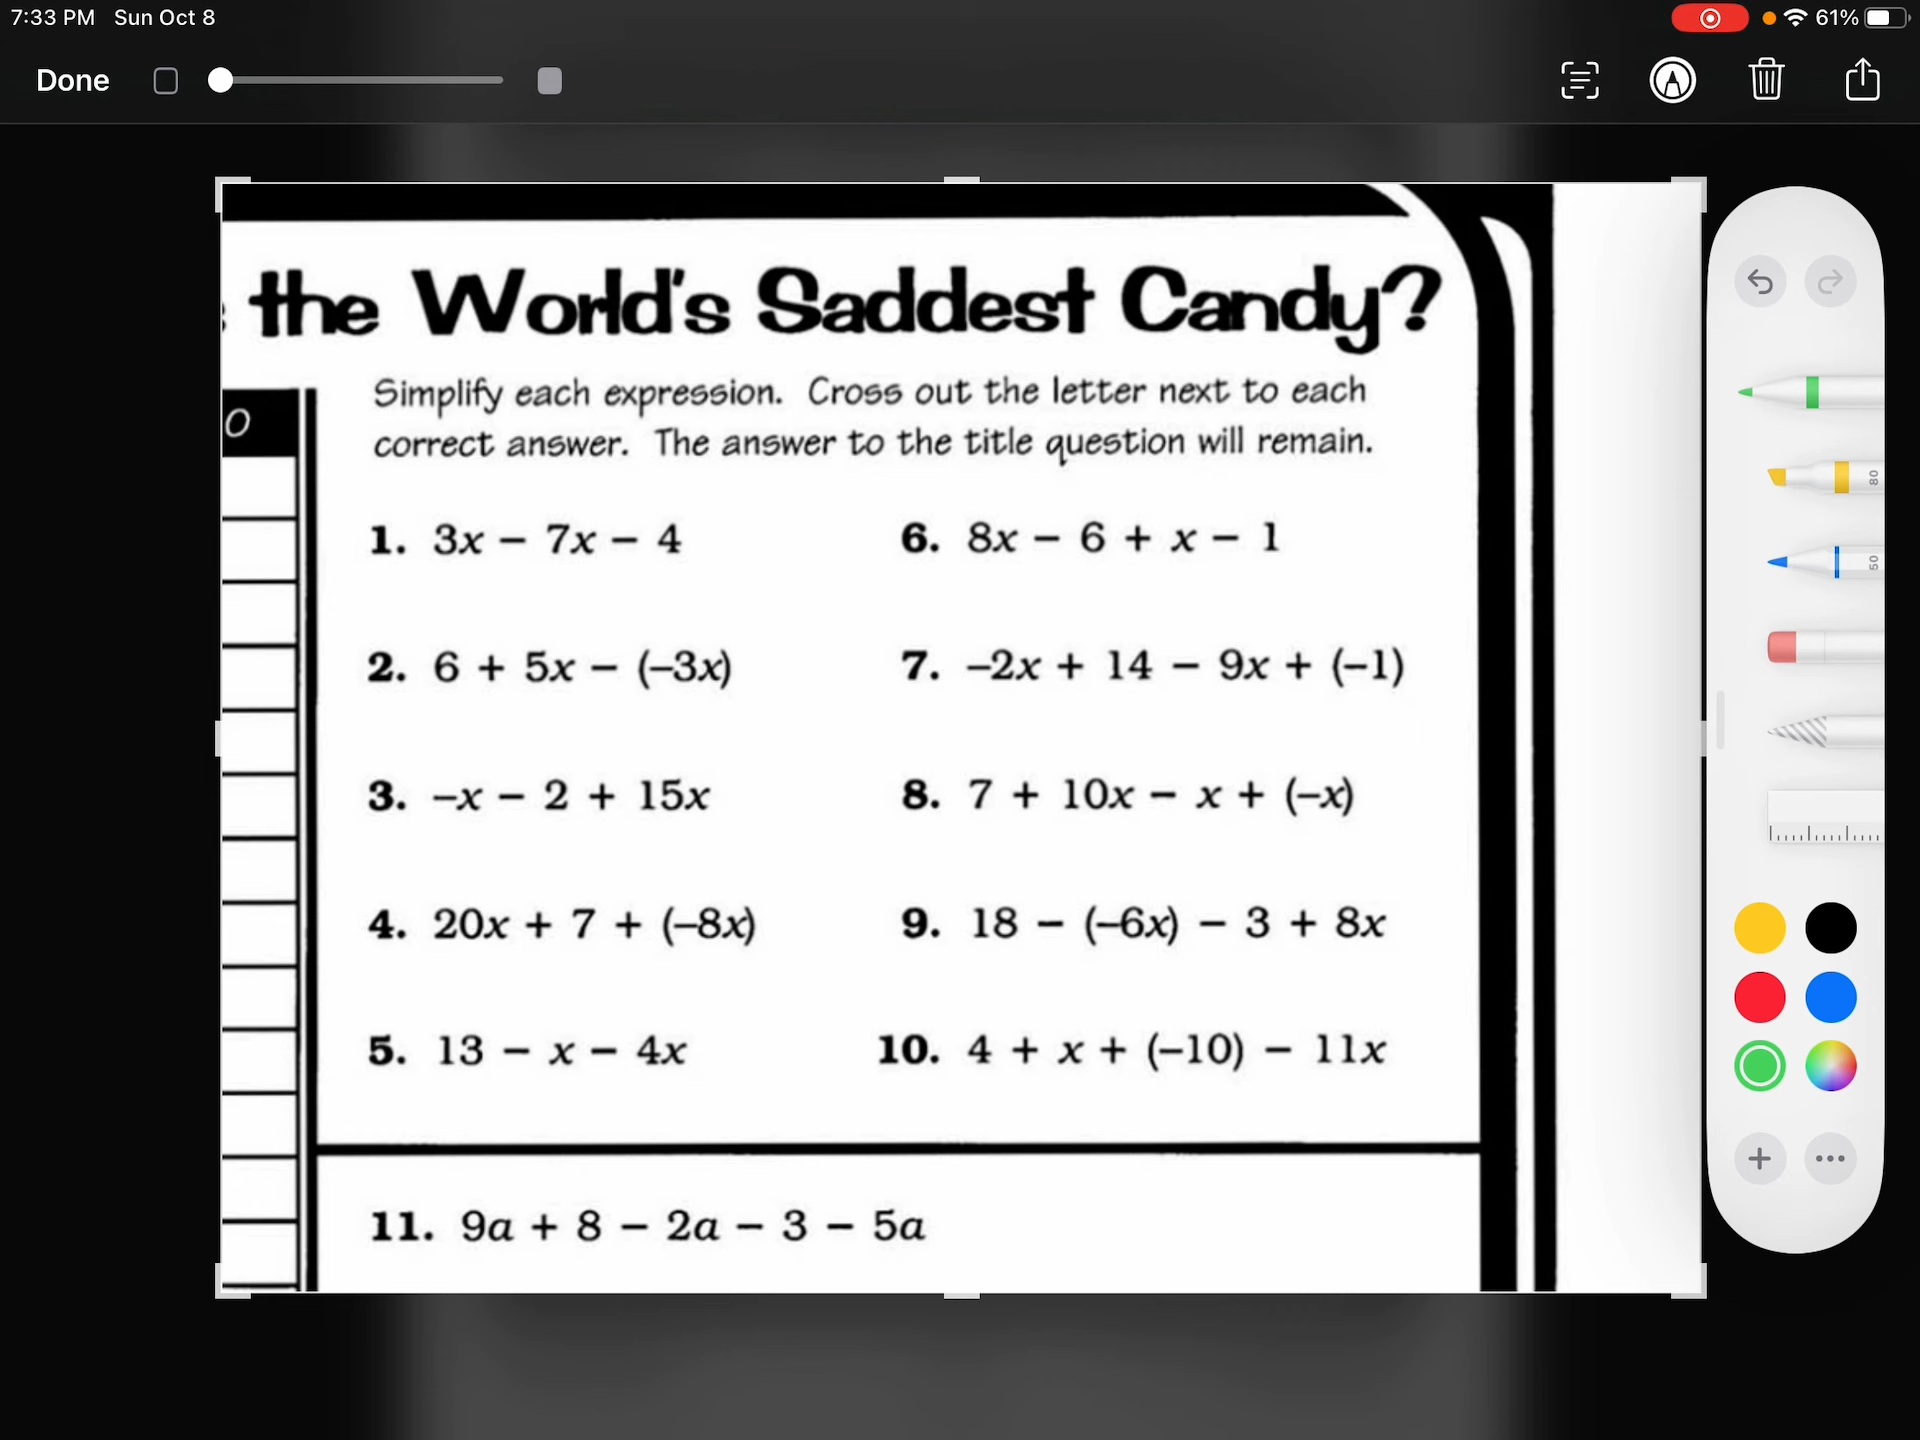 7:33 PM Sun Oct 8
61%
Done
the World's Saddest Candy?
Simplify each expression. Cross out the letter next to each
correct answer. The answer to the title question will remain.
O
1. 3x – 7x – 4
6. 8x – 6 + x – 1
2. 6 + 5x – (–3x)
7. –2x + 14 – 9x + (–1)
3. –x – 2 + 15x
8. 7 + 10x – x + (–x)
4. 20x + 7 + (–8x)
9. 18 – (–6x) – 3 + 8x
5. 13 – x – 4x
10. 4 + x + (–10) – 11x
11. 9a + 8 – 2a – 3 – 5a
80
50